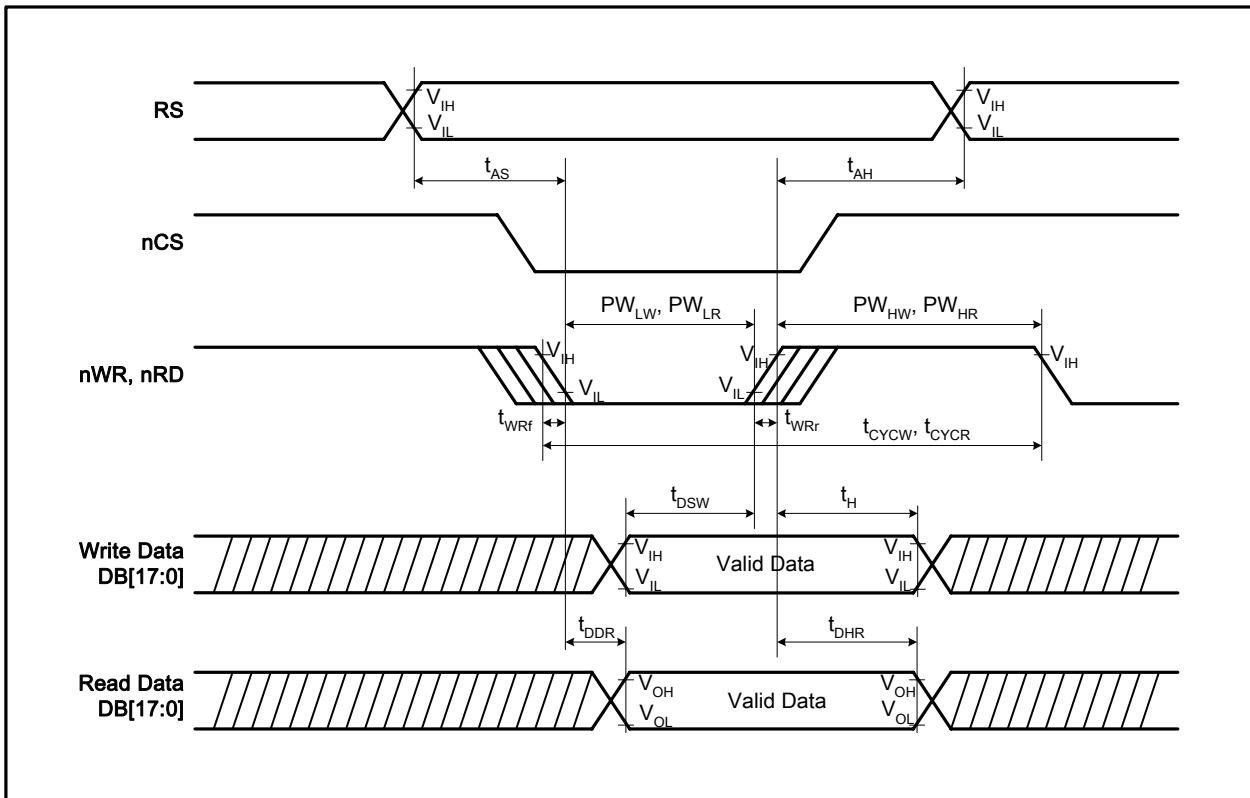 RS
V_IH
V_IL
V_IH
V_IL
t_AS
t_AH
nCS
PW_LW, PW_LR
PW_HW, PW_HR
nWR, nRD
V_IH
V_IL
V_IH
V_IL
V_IH
t_WRf
t_WRr
t_CYCW, t_CYCR
t_DSW
t_H
Write Data
DB[17:0]
V_IH
V_IL
Valid Data
V_IH
V_IL
t_DDR
t_DHR
Read Data
DB[17:0]
V_OH
V_OL
Valid Data
V_OH
V_OL